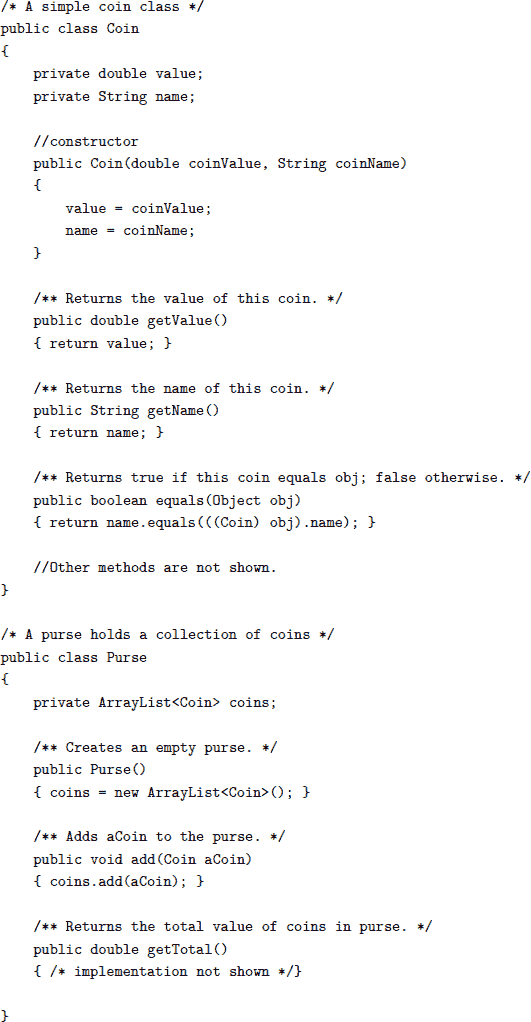 /* A simple coin class */
public class Coin
{
    private double value;
    private String name;

    //constructor
    public Coin(double coinValue, String coinName)
    {
        value = coinValue;
        name = coinName;
    }

    /** Returns the value of this coin. */
    public double getValue()
    { return value; }

    /** Returns the name of this coin. */
    public String getName()
    { return name; }

    /** Returns true if this coin equals obj; false otherwise. */
    public boolean equals(Object obj)
    { return name.equals(((Coin) obj).name); }

    //Other methods are not shown.
}

/* A purse holds a collection of coins */
public class Purse
{
    private ArrayList<Coin> coins;

    /** Creates an empty purse. */
    public Purse()
    { coins = new ArrayList<Coin>(); }

    /** Adds aCoin to the purse. */
    public void add(Coin aCoin)
    { coins.add(aCoin); }

    /** Returns the total value of coins in purse. */
    public double getTotal()
    { /* implementation not shown */}

}